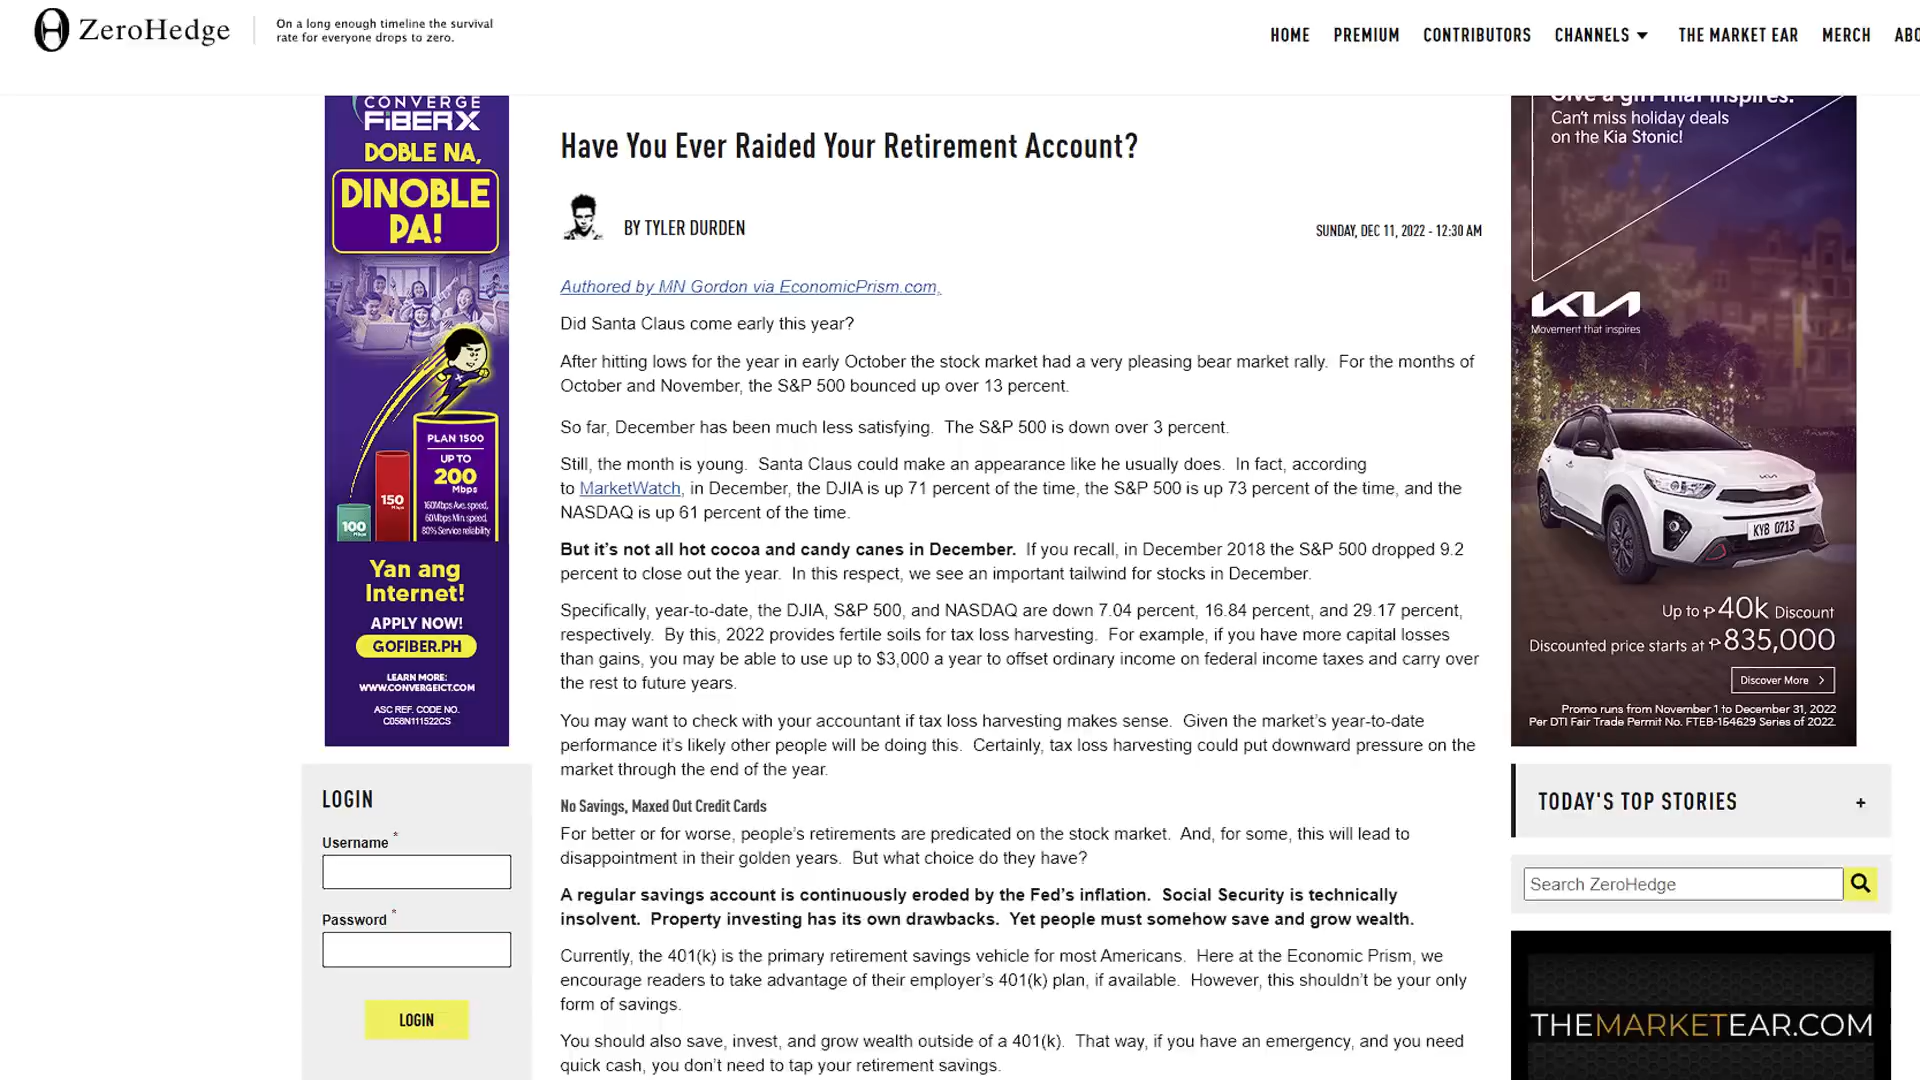 ZeroHedge
On a long enough timeline the survival
rate for everyone drops to zero.
HOME PREMIUM CONTRIBUTORS CHANNELS THE MARKET EAR MERCH
CONVERGE
FiBERX
DOBLE NA,
DINOBLE
PA!
PLAN 1500
UP TO
200
Mbps
160Mbps Ave. speed,
60Mbps Min. speed,
80% Service reliability
150
Mbps
100
Mbps
Yan ang
Internet!
APPLY NOW!
GOFIBER.PH
LEARN MORE:
WWW.CONVERGEICT.COM
ASC REF. CODE NO.
C058N111522CS
LOGIN
Username *
Password *
LOGIN
Have You Ever Raided Your Retirement Account?
BY TYLER DURDEN
SUNDAY, DEC 11, 2022 - 12:30 AM
Authored by MN Gordon via EconomicPrism.com,
Did Santa Claus come early this year?
After hitting lows for the year in early October the stock market had a very pleasing bear market rally.  For the months of
October and November, the S&P 500 bounced up over 13 percent.
So far, December has been much less satisfying.  The S&P 500 is down over 3 percent.
Still, the month is young.  Santa Claus could make an appearance like he usually does.  In fact, according
to MarketWatch, in December, the DJIA is up 71 percent of the time, the S&P 500 is up 73 percent of the time, and the
NASDAQ is up 61 percent of the time.
But it’s not all hot cocoa and candy canes in December.  If you recall, in December 2018 the S&P 500 dropped 9.2
percent to close out the year.  In this respect, we see an important tailwind for stocks in December.
Specifically, year-to-date, the DJIA, S&P 500, and NASDAQ are down 7.04 percent, 16.84 percent, and 29.17 percent,
respectively.  By this, 2022 provides fertile soils for tax loss harvesting.  For example, if you have more capital losses
than gains, you may be able to use up to $3,000 a year to offset ordinary income on federal income taxes and carry over
the rest to future years.
You may want to check with your accountant if tax loss harvesting makes sense.  Given the market’s year-to-date
performance it’s likely other people will be doing this.  Certainly, tax loss harvesting could put downward pressure on the
market through the end of the year.
No Savings, Maxed Out Credit Cards
For better or for worse, people’s retirements are predicated on the stock market.  And, for some, this will lead to
disappointment in their golden years.  But what choice do they have?
A regular savings account is continuously eroded by the Fed’s inflation.  Social Security is technically
insolvent.  Property investing has its own drawbacks.  Yet people must somehow save and grow wealth.
Currently, the 401(k) is the primary retirement savings vehicle for most Americans.  Here at the Economic Prism, we
encourage readers to take advantage of their employer’s 401(k) plan, if available.  However, this shouldn’t be your only
form of savings.
You should also save, invest, and grow wealth outside of a 401(k).  That way, if you have an emergency, and you need
quick cash, you don’t need to tap your retirement savings.
Give a gift that inspires.
Can’t miss holiday deals
on the Kia Stonic!
KIA
Movement that inspires
KYB 0713
Up to ₱40k Discount
Discounted price starts at ₱835,000
Discover More >
Promo runs from November 1 to December 31, 2022
Per DTI Fair Trade Permit No. FTEB-154629 Series of 2022.
TODAY'S TOP STORIES +
Search ZeroHedge
THEMARKETEAR.COM